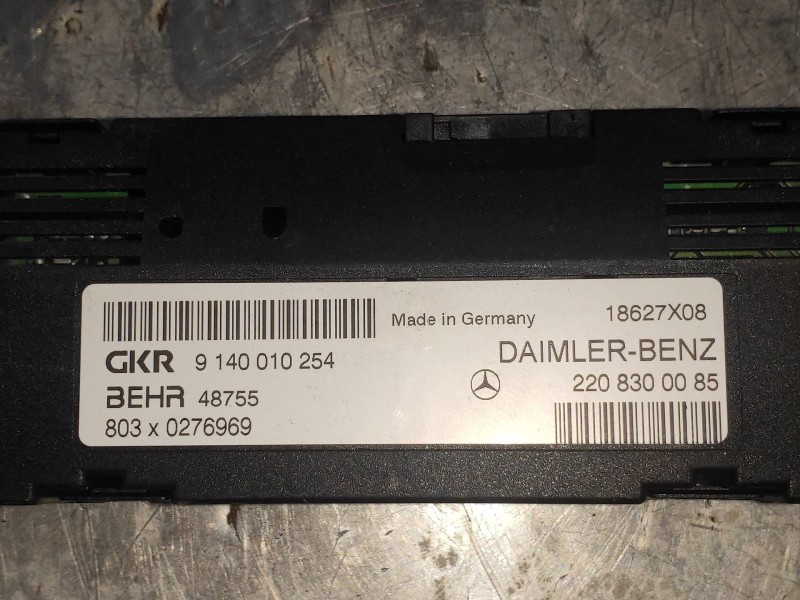 Made in Germany
18627X08
GKR 9 140 010 254
DAIMLER-BENZ
BEHR 48755
220 830 00 85
803 x 0276969